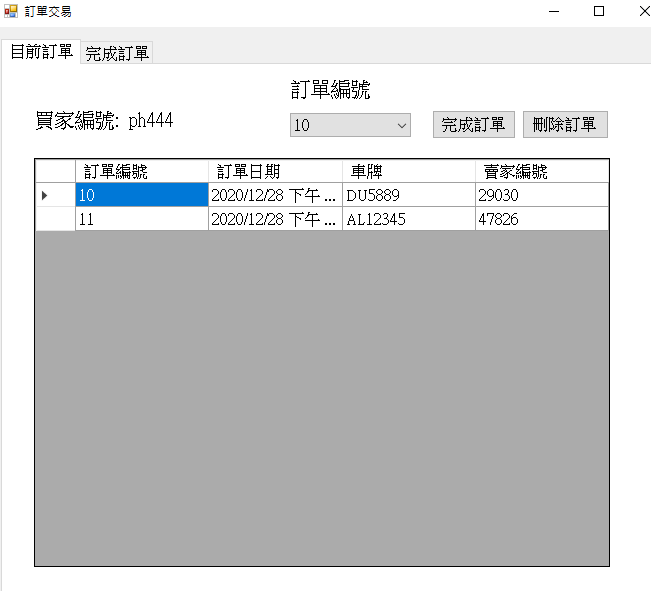 訂單交易
目前訂單 完成訂單
訂單編號
買家編號: ph444
10 完成訂單 刪除訂單
訂單編號 訂單日期 車牌 賣家編號
10 2020/12/28 下午 ... DU5889 29030
11 2020/12/28 下午 ... AL12345 47826